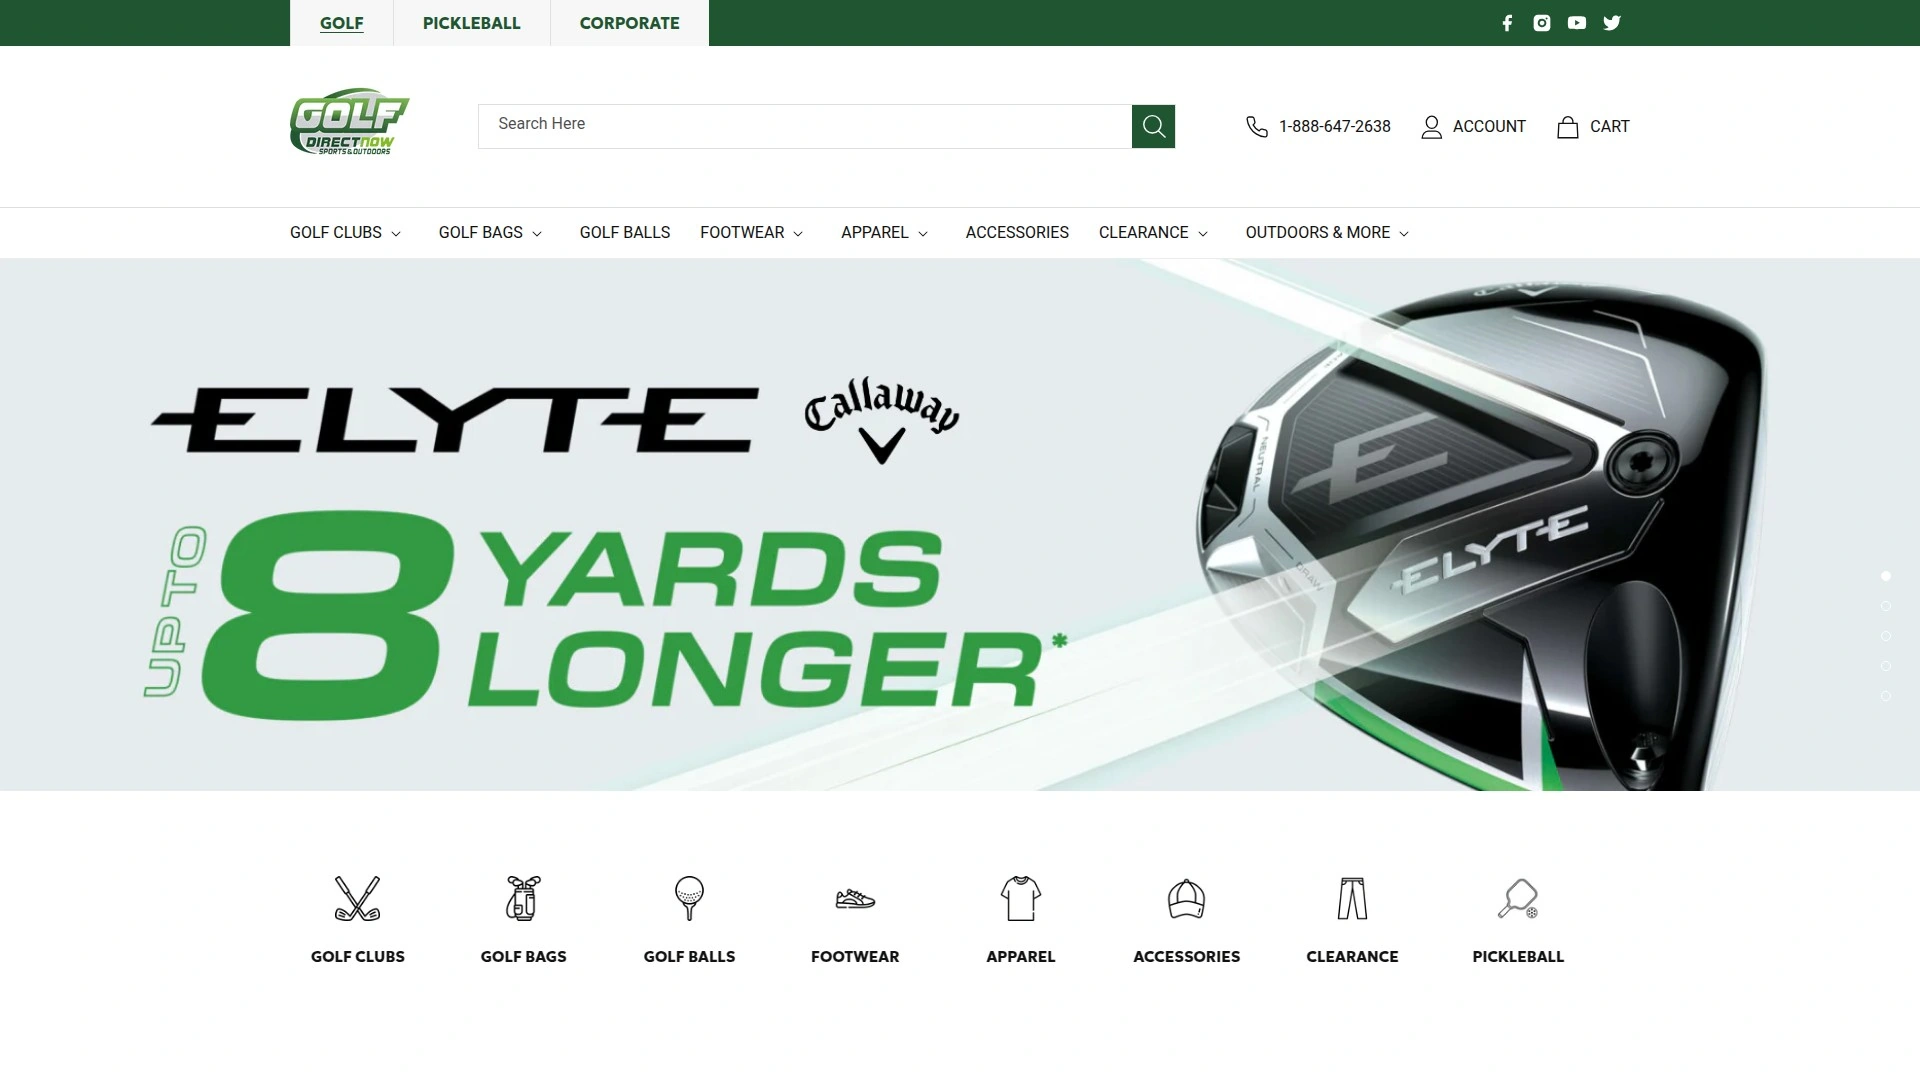 GOLF
PICKLEBALL
CORPORATE
GOLF
DIRECTNOW
SPORTS & OUTDOORS
Search Here
1-888-647-2638
ACCOUNT
CART
GOLF CLUBS
GOLF BAGS
GOLF BALLS
FOOTWEAR
APPAREL
ACCESSORIES
CLEARANCE
OUTDOORS & MORE
ELYTE
Callaway
UP TO
8 YARDS
LONGER*
Callaway
NEUTRAL
DRAW
E
ELYTE
GOLF CLUBS
GOLF BAGS
GOLF BALLS
FOOTWEAR
APPAREL
ACCESSORIES
CLEARANCE
PICKLEBALL